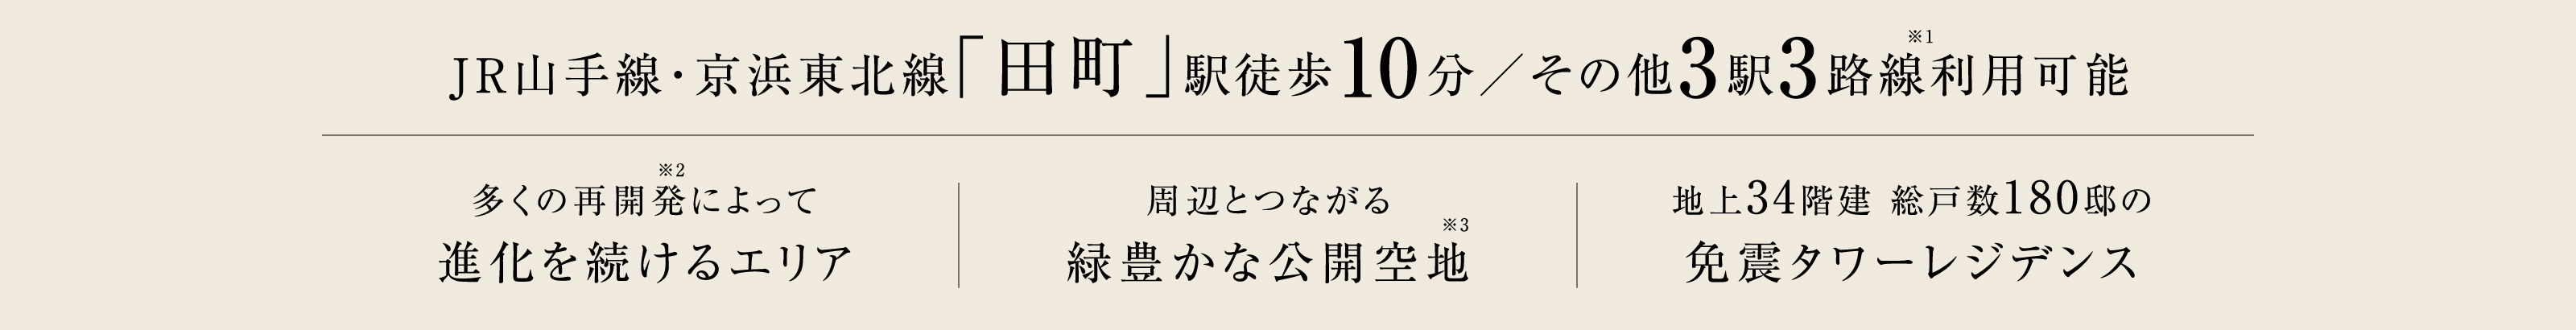 JR山手線・京浜東北線「田町」駅徒歩10分／その他3駅3路線利用可能※1
多くの再開発※2によって
進化を続けるエリア
周辺とつながる
緑豊かな公開空地※3
地上34階建 総戸数180邸の
免震タワーレジデンス